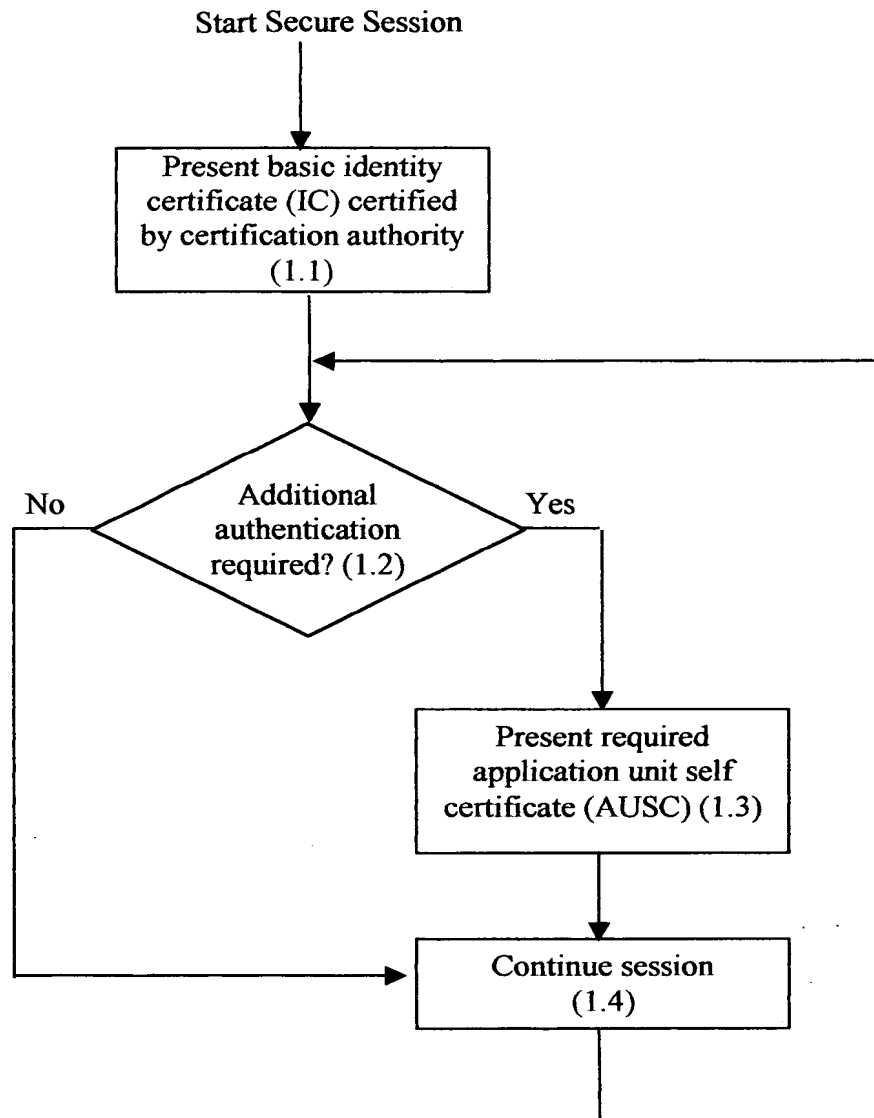 Start Secure Session
Present basic identity
certificate (IC) certified
by certification authority
(1.1)
No
Additional
authentication
required? (1.2)
Yes
Present required
application unit self
certificate (AUSC) (1.3)
Continue session
(1.4)